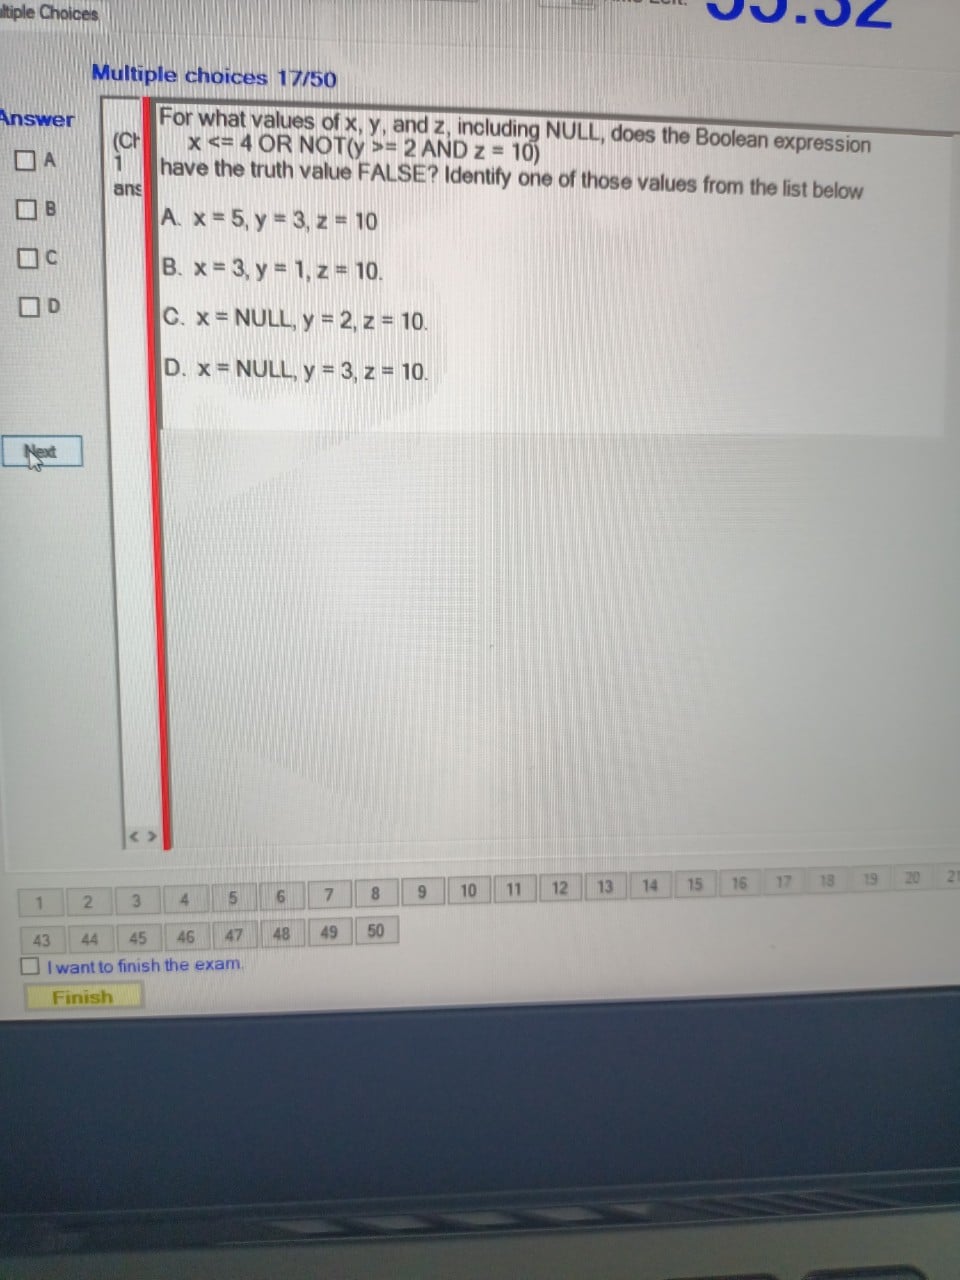 Multiple choices 17/50
Choices
Answer
A
B
C
D
Next
(Ch
1
ans
For what values of x, y, and z, including NULL, does the Boolean expression
x <= 4 OR NOT(y >= 2 AND z = 10)
have the truth value FALSE? Identify one of those values from the list below
A. x = 5, y = 3, z = 10
B. x = 3, y = 1, z = 10.
C. x = NULL, y = 2, z = 10.
D. x = NULL, y = 3, z = 10.
< >
1 2 3 4 5 6 7 8 9 10 11 12 13 14 15 16 17 18 19 20 21
43 44 45 46 47 48 49 50
I want to finish the exam.
Finish